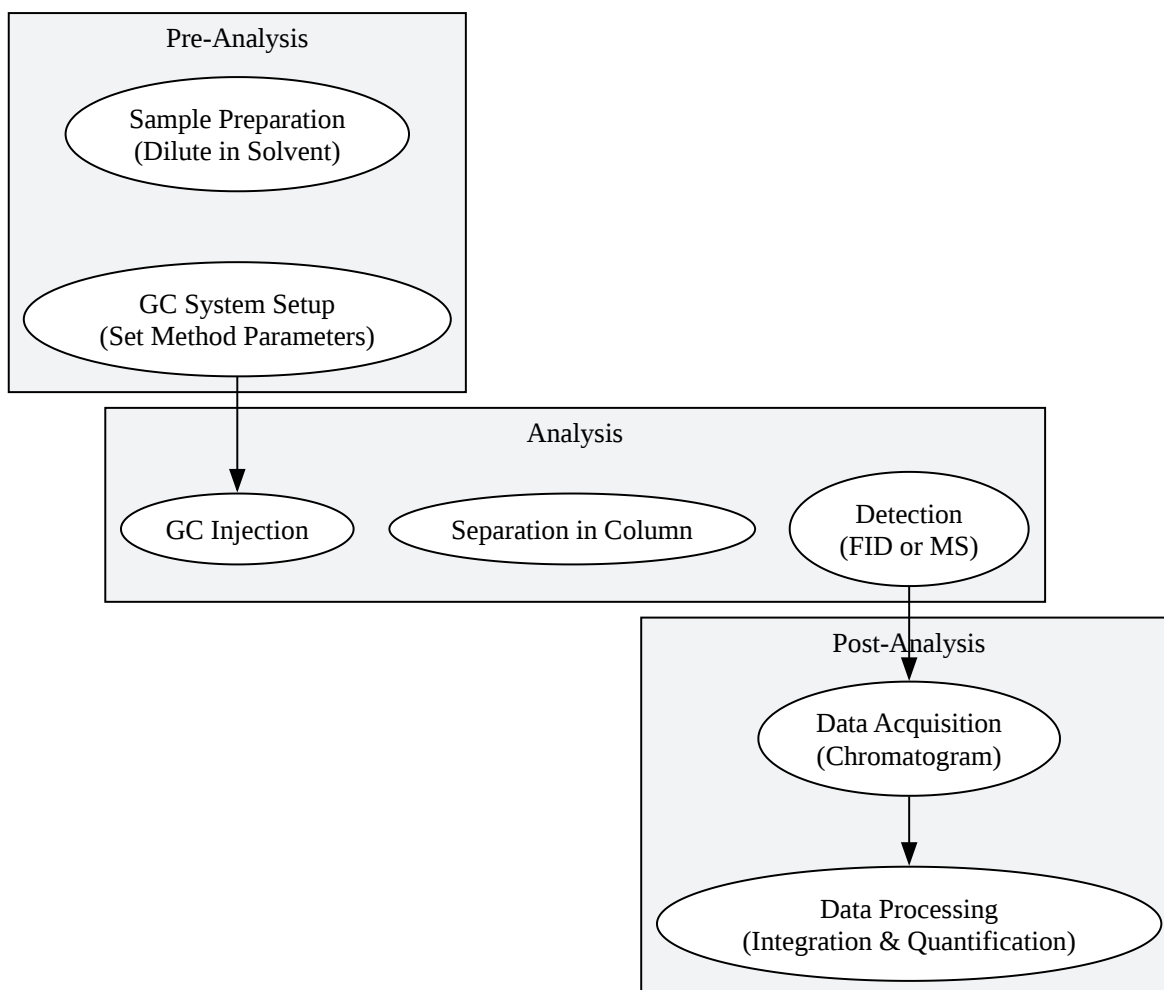 Pre-Analysis
Sample Preparation
(Dilute in Solvent)
GC System Setup
(Set Method Parameters)
Analysis
GC Injection
Separation in Column
Detection
(FID or MS)
Post-Analysis
Data Acquisition
(Chromatogram)
Data Processing
(Integration & Quantification)